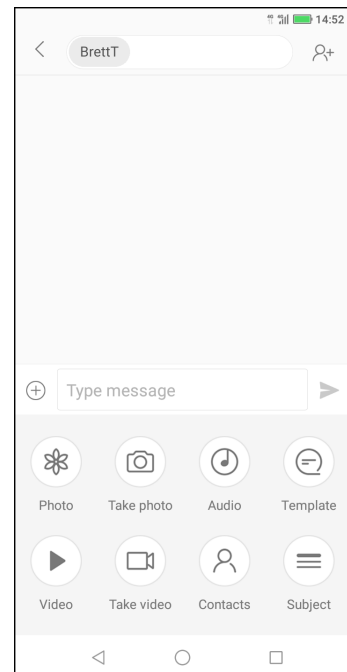 14:52
BrettT
Type message
Photo Take photo Audio Template
Video Take video Contacts Subject